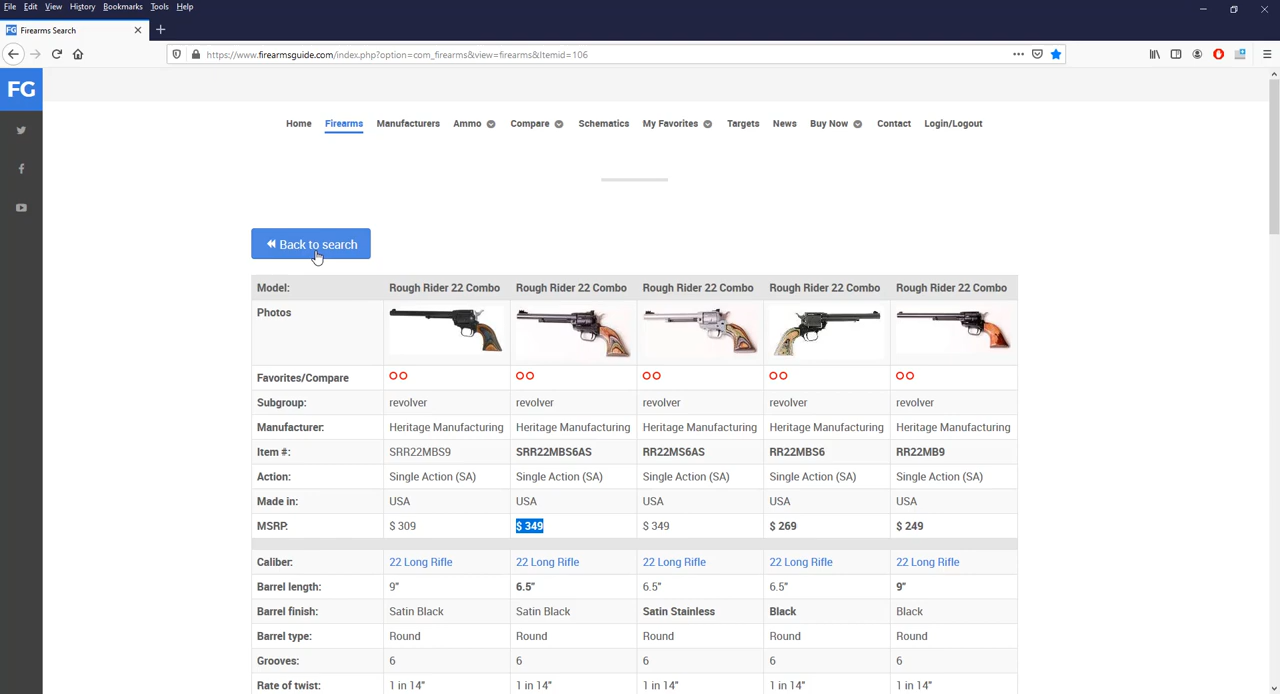 File Edit View History Bookmarks Tools Help
FG Firearms Search
https://www.firearmsguide.com/index.php?option=com_firearms&view=firearms&Itemid=106
FG
Home Firearms Manufacturers Ammo Compare Schematics My Favorites Targets News Buy Now Contact Login/Logout
Back to search
Model: Rough Rider 22 Combo Rough Rider 22 Combo Rough Rider 22 Combo Rough Rider 22 Combo Rough Rider 22 Combo
Photos
Favorites/Compare
Subgroup: revolver revolver revolver revolver revolver
Manufacturer: Heritage Manufacturing Heritage Manufacturing Heritage Manufacturing Heritage Manufacturing Heritage Manufacturing
Item #: SRR22MBS9 SRR22MBS6AS RR22MS6AS RR22MBS6 RR22MB9
Action: Single Action (SA) Single Action (SA) Single Action (SA) Single Action (SA) Single Action (SA)
Made in: USA USA USA USA USA
MSRP: $ 309 $ 349 $ 349 $ 269 $ 249
Caliber: 22 Long Rifle 22 Long Rifle 22 Long Rifle 22 Long Rifle 22 Long Rifle
Barrel length: 9" 6.5" 6.5" 6.5" 9"
Barrel finish: Satin Black Satin Black Satin Stainless Black Black
Barrel type: Round Round Round Round Round
Grooves: 6 6 6 6 6
Rate of twist: 1 in 14" 1 in 14" 1 in 14" 1 in 14" 1 in 14"